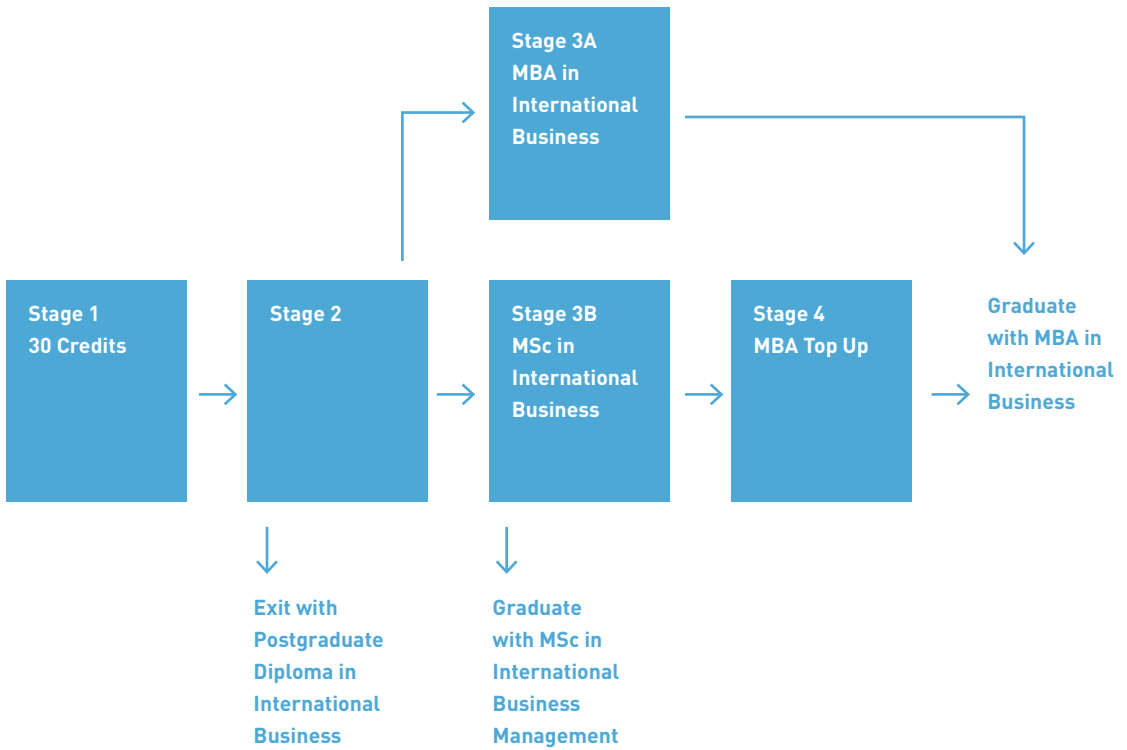 Stage 3A
MBA in
International
Business
Stage 1
30 Credits
Stage 2
Stage 3B
MSc in
International
Business
Stage 4
MBA Top Up
Graduate
with MBA in
International
Business
Exit with
Postgraduate
Diploma in
International
Business
Graduate
with MSc in
International
Business
Management